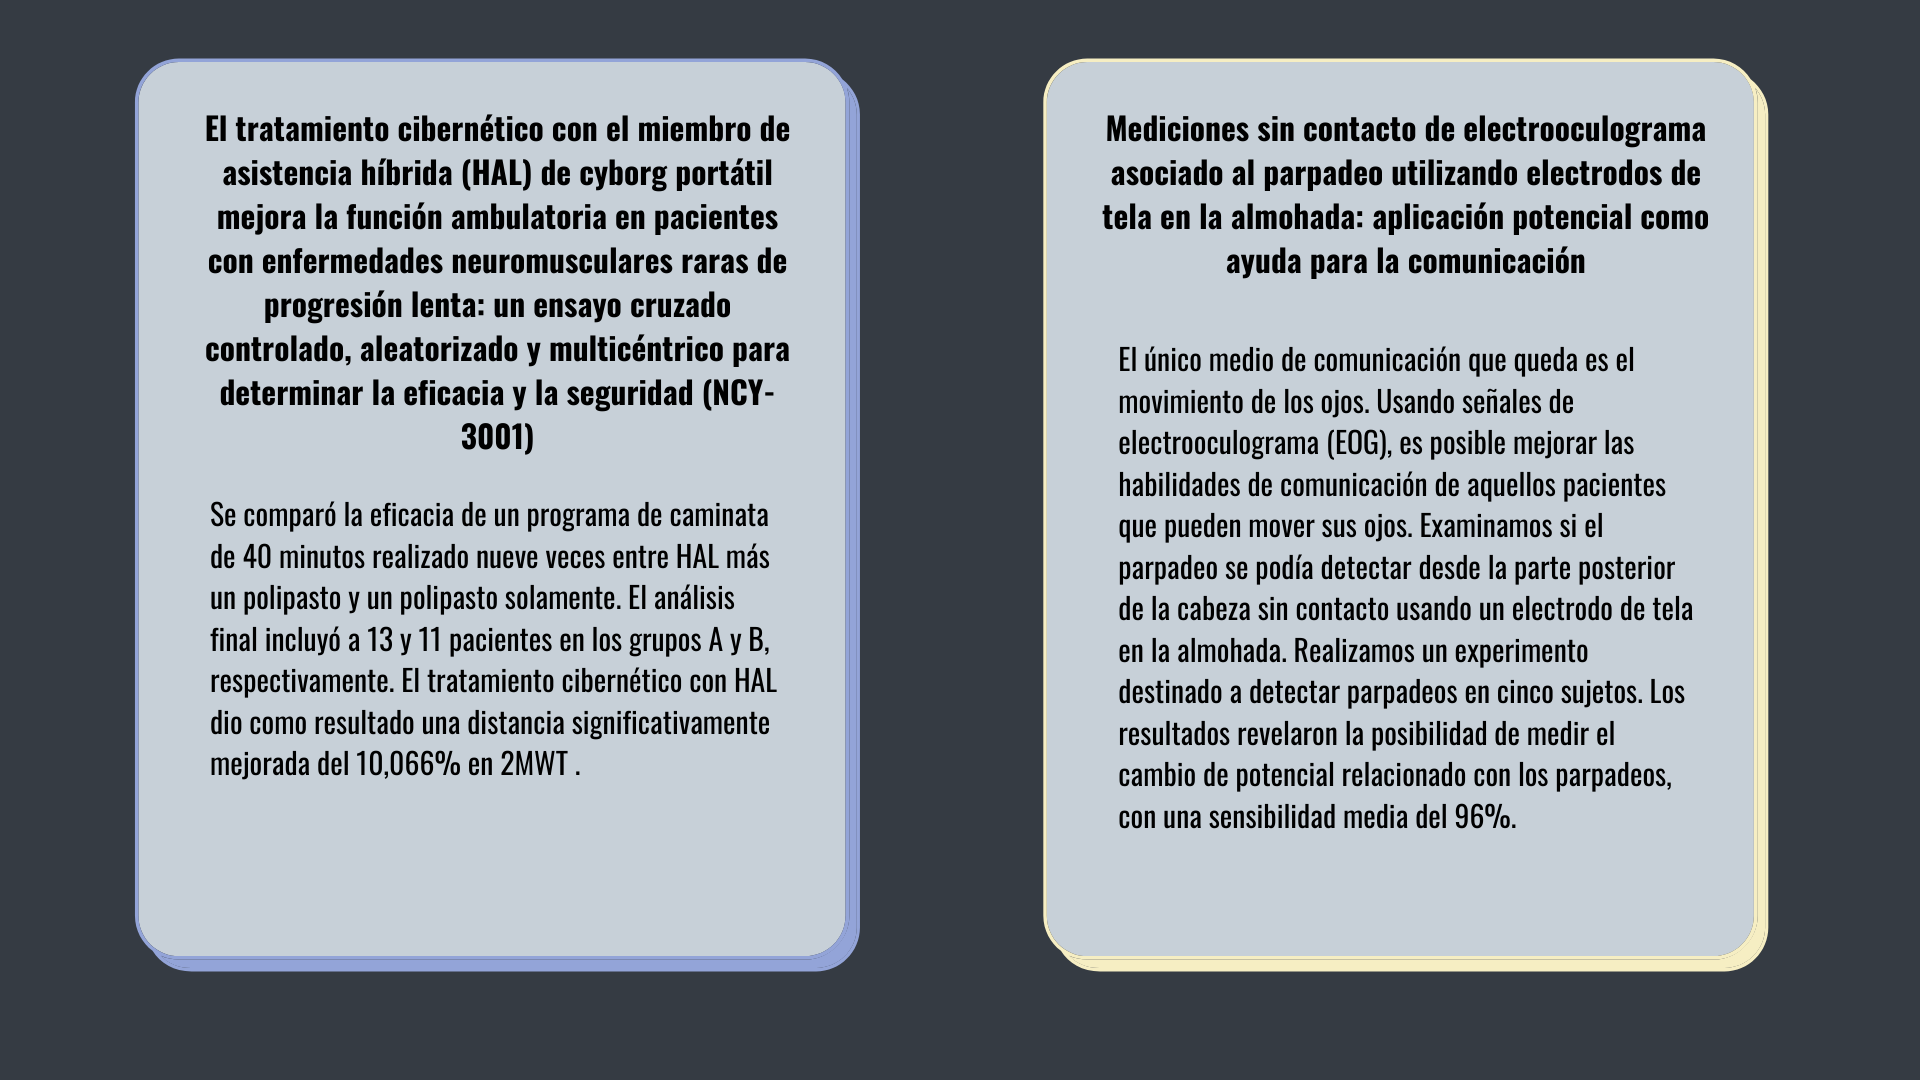 El tratamiento cibernético con el miembro de
asistencia híbrida (HAL) de cyborg portátil
mejora la función ambulatoria en pacientes
con enfermedades neuromusculares raras de
progresión lenta: un ensayo cruzado
controlado, aleatorizado y multicéntrico para
determinar la eficacia y la seguridad (NCY-
3001)
Se comparó la eficacia de un programa de caminata
de 40 minutos realizado nueve veces entre HAL más
un polipasto y un polipasto solamente. El análisis
final incluyó a 13 y 11 pacientes en los grupos A y B,
respectivamente. El tratamiento cibernético con HAL
dio como resultado una distancia significativamente
mejorada del 10,066% en 2MWT .
Mediciones sin contacto de electrooculograma
asociado al parpadeo utilizando electrodos de
tela en la almohada: aplicación potencial como
ayuda para la comunicación
El único medio de comunicación que queda es el
movimiento de los ojos. Usando señales de
electrooculograma (EOG), es posible mejorar las
habilidades de comunicación de aquellos pacientes
que pueden mover sus ojos. Examinamos si el
parpadeo se podía detectar desde la parte posterior
de la cabeza sin contacto usando un electrodo de tela
en la almohada. Realizamos un experimento
destinado a detectar parpadeos en cinco sujetos. Los
resultados revelaron la posibilidad de medir el
cambio de potencial relacionado con los parpadeos,
con una sensibilidad media del 96%.